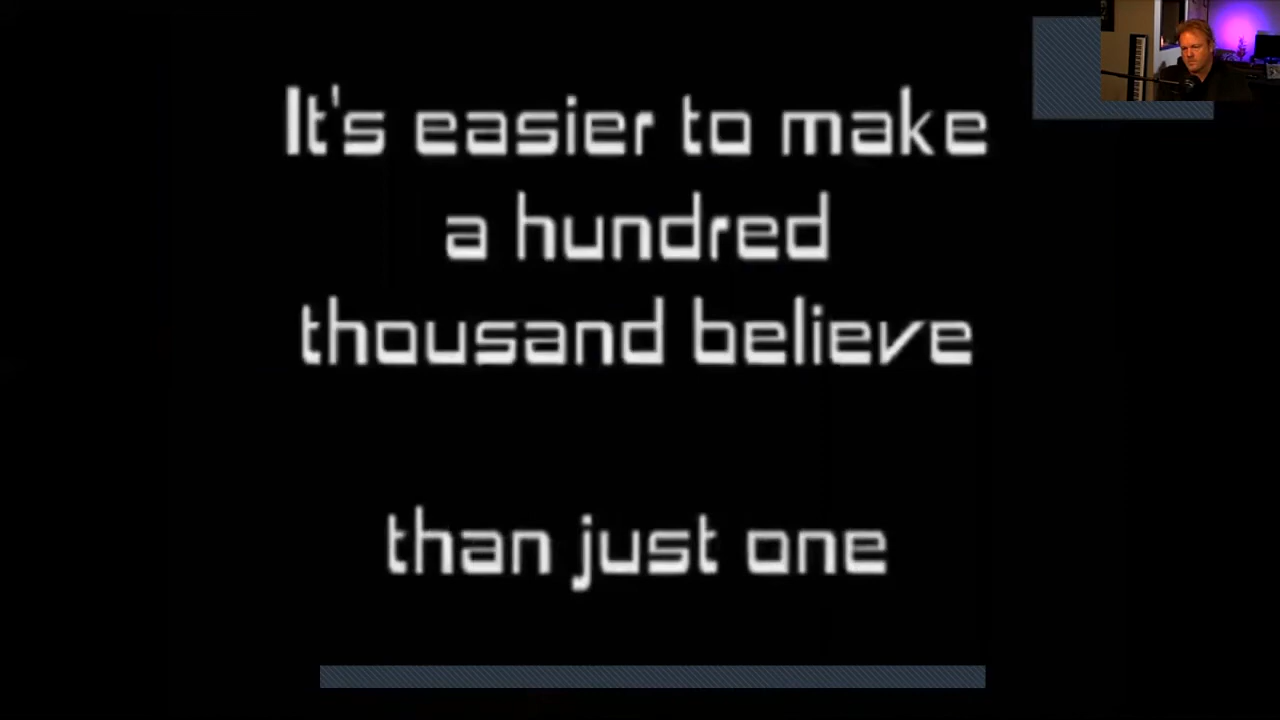 It's easier to make
a hundred
thousand believe
than just one